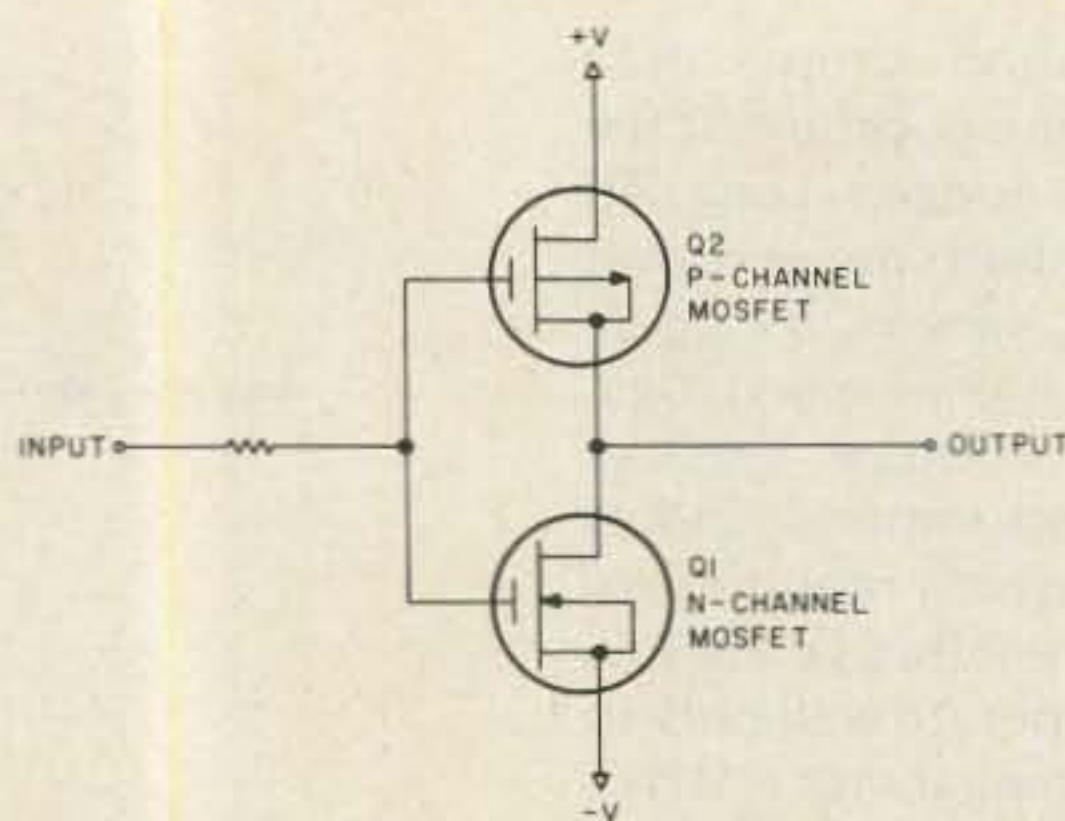 +V
Q2
P-CHANNEL
MOSFET
INPUT
OUTPUT
Q1
N-CHANNEL
MOSFET
-V